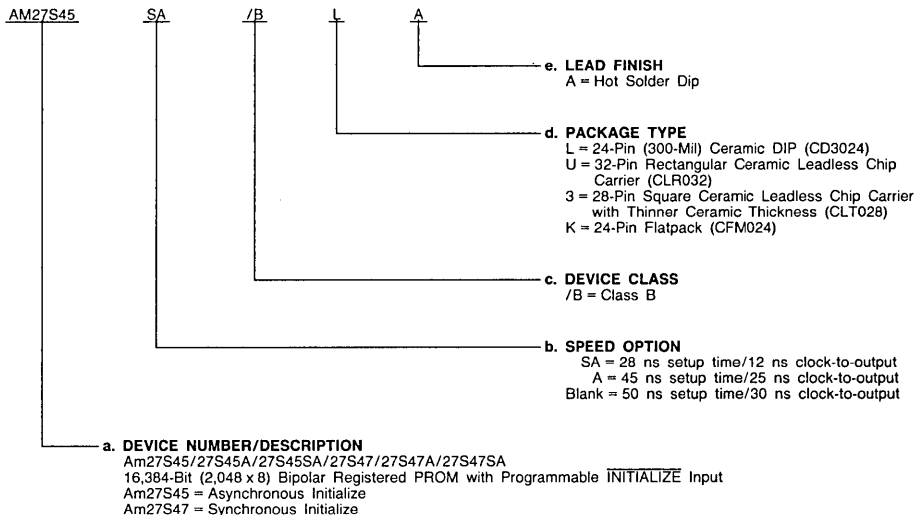 AM27S45 SA /B L A
e. LEAD FINISH
A = Hot Solder Dip
d. PACKAGE TYPE
L = 24-Pin (300-Mil) Ceramic DIP (CD3024)
U = 32-Pin Rectangular Ceramic Leadless Chip
Carrier (CLR032)
3 = 28-Pin Square Ceramic Leadless Chip Carrier
with Thinner Ceramic Thickness (CLT028)
K = 24-Pin Flatpack (CFM024)
c. DEVICE CLASS
/B = Class B
b. SPEED OPTION
SA = 28 ns setup time/12 ns clock-to-output
A = 45 ns setup time/25 ns clock-to-output
Blank = 50 ns setup time/30 ns clock-to-output
a. DEVICE NUMBER/DESCRIPTION
Am27S45/27S45A/27S45SA/27S47/27S47A/27S47SA
16,384-Bit (2,048 x 8) Bipolar Registered PROM with Programmable INITIALIZE Input
Am27S45 = Asynchronous Initialize
Am27S47 = Synchronous Initialize